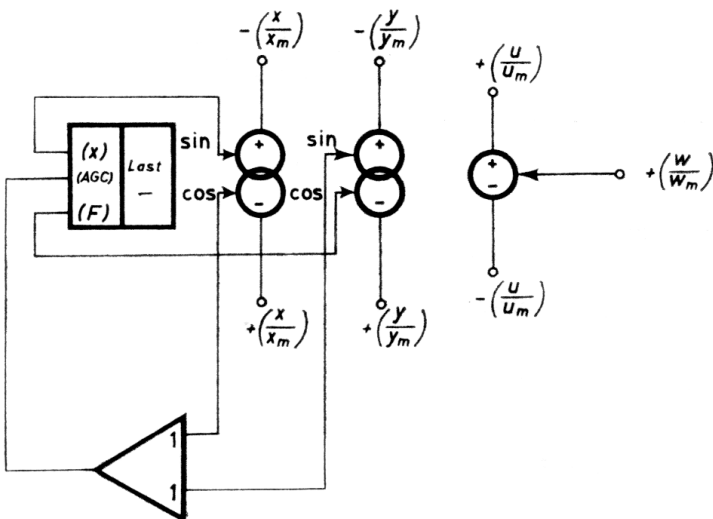 -(x/x_m) -(y/y_m) +(u/u_m)
sin + sin +
(x) Last
(AGC) —
(F)
cos - cos -
+ - +(w/w_m)
+(x/x_m) +(y/y_m) -(u/u_m)
1
1